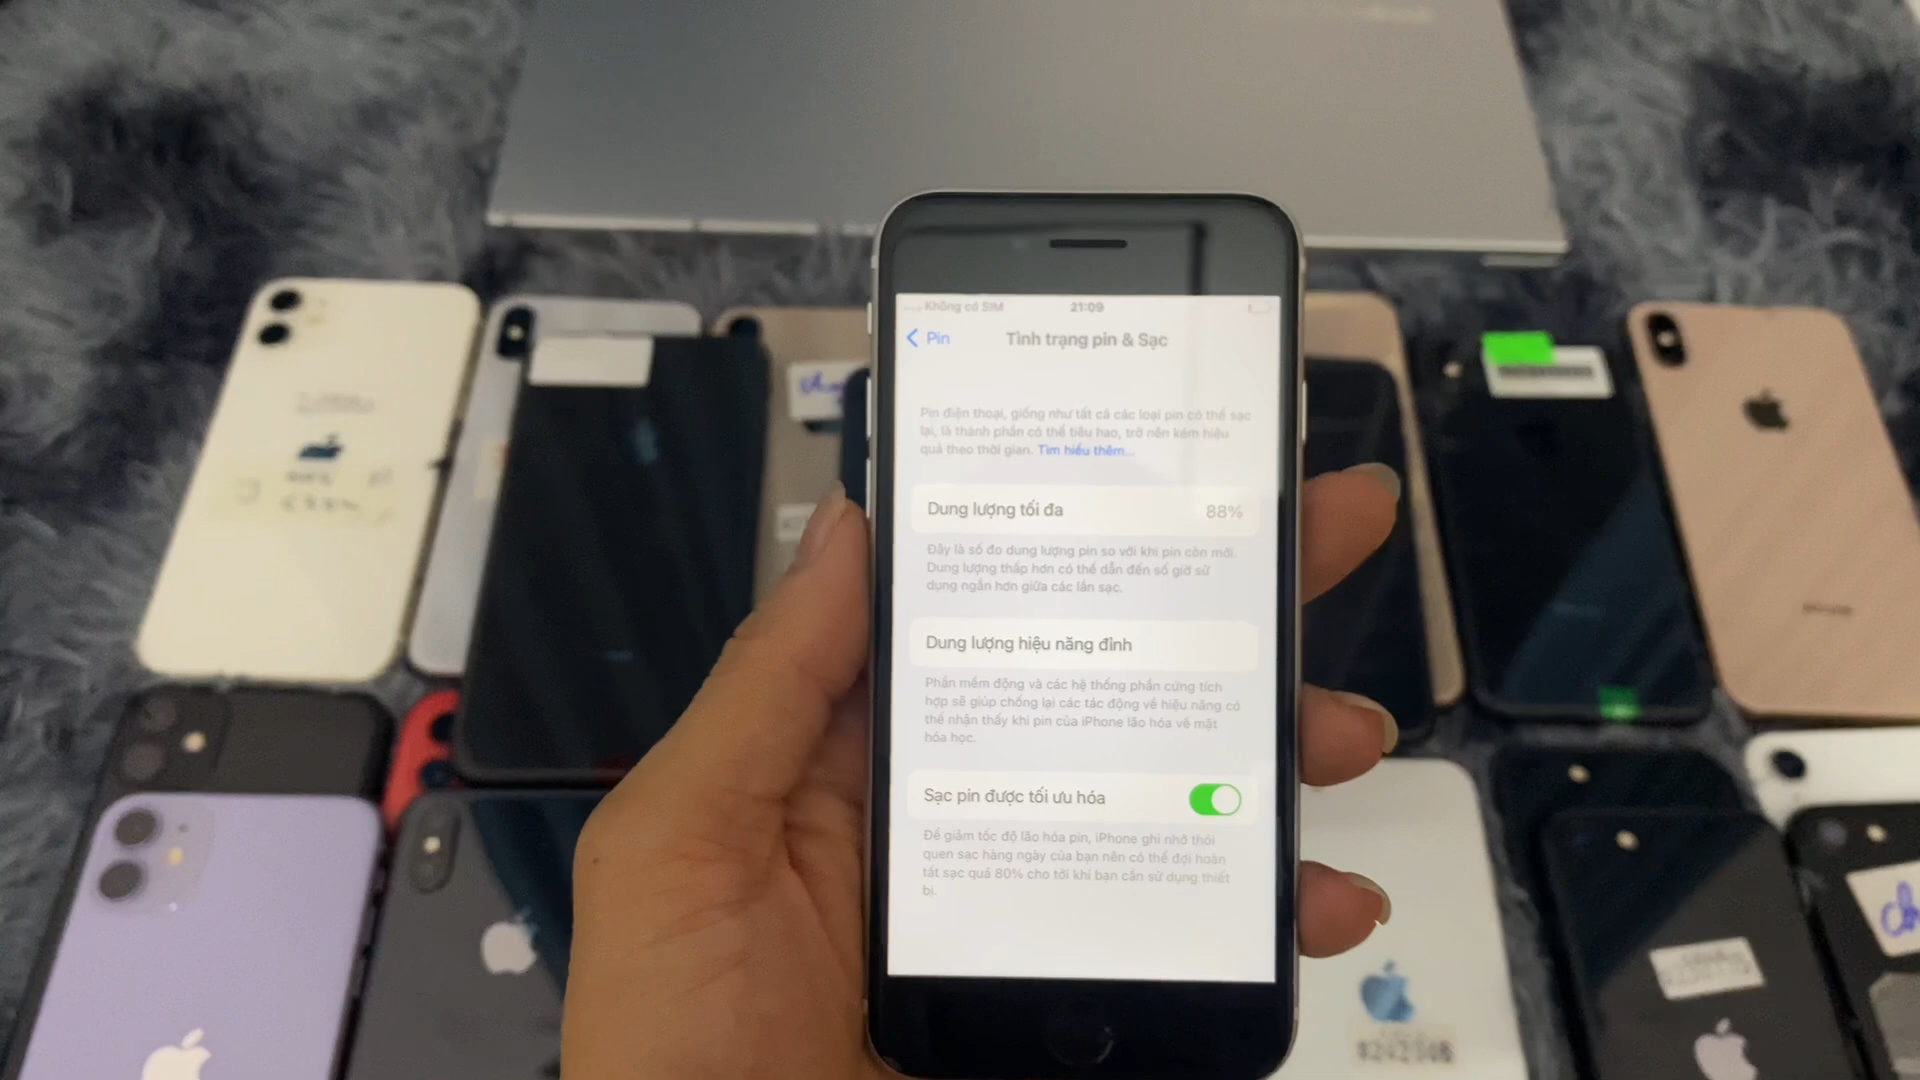 Không có SIM
21:09
Pin
Tình trạng pin & Sạc
Pin điện thoại, giống như tất cả các loại pin có thể sạc
lại, là thành phần có thể tiêu hao, trở nên kém hiệu
quả theo thời gian. Tìm hiểu thêm...
Dung lượng tối đa
88%
Đây là số đo dung lượng pin so với khi pin còn mới.
Dung lượng thấp hơn có thể dẫn đến số giờ sử
dụng ngắn hơn giữa các lần sạc.
Dung lượng hiệu năng đỉnh
Phần mềm động và các hệ thống phần cứng tích
hợp sẽ giúp chống lại các tác động về hiệu năng có
thể nhận thấy khi pin của iPhone lão hóa về mặt
hóa học.
Sạc pin được tối ưu hóa
Để giảm tốc độ lão hóa pin, iPhone ghi nhớ thói
quen sạc hàng ngày của bạn nên có thể đợi hoàn
tất sạc quá 80% cho tới khi bạn cần sử dụng thiết
bị.